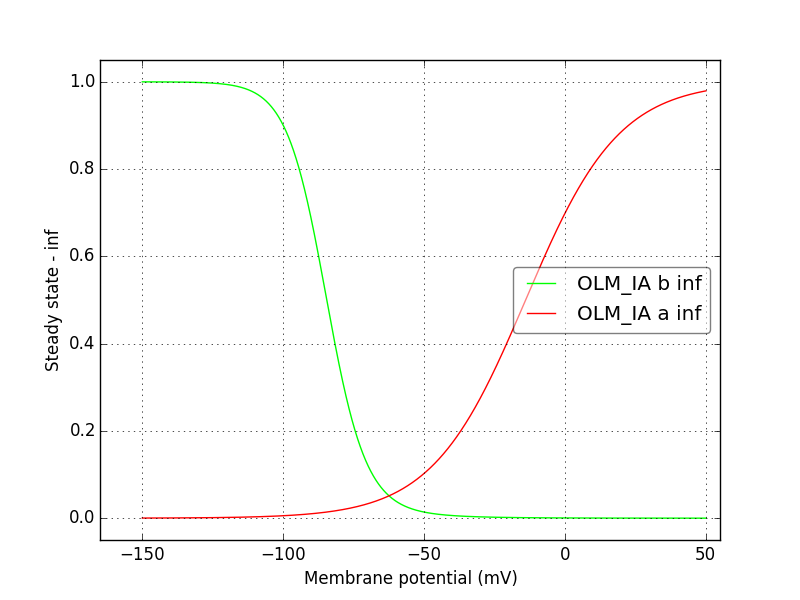 1.0
0.8
0.6
0.4
0.2
0.0
Steady state - inf
OLM_IA b inf
OLM_IA a inf
−150
−100
−50
0
50
Membrane potential (mV)